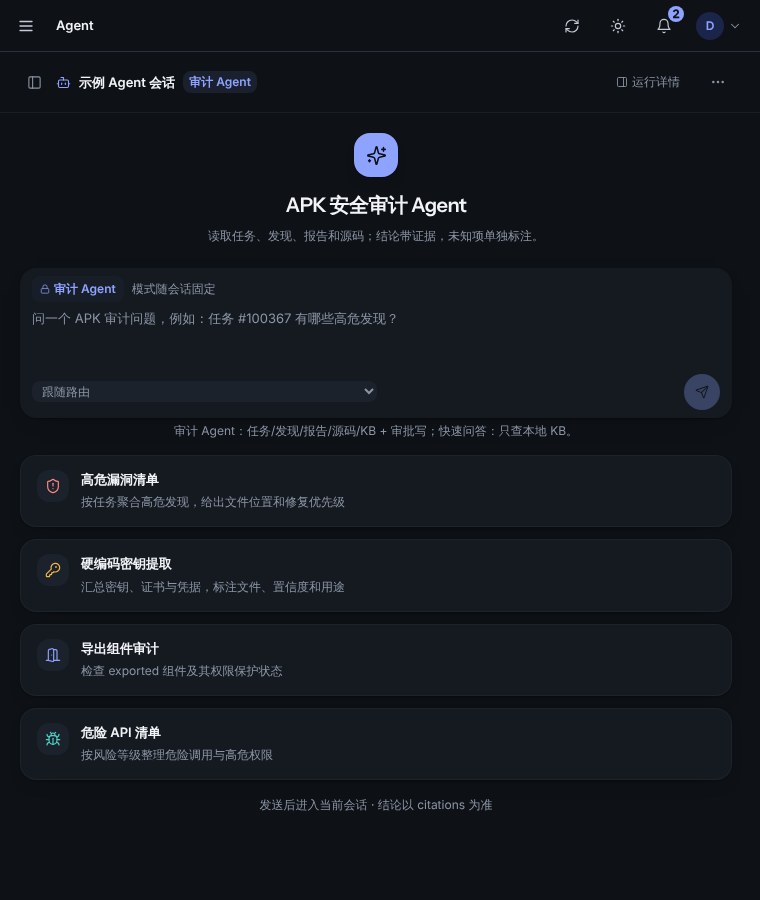 Agent
2
D
示例 Agent 会话
审计 Agent
运行详情
APK 安全审计 Agent
读取任务、发现、报告和源码；结论带证据，未知项单独标注。
审计 Agent
模式随会话固定
问一个 APK 审计问题，例如：任务 #100367 有哪些高危发现？
跟随路由
审计 Agent：任务/发现/报告/源码/KB + 审批写；快速问答：只查本地 KB。
高危漏洞清单
按任务聚合高危发现，给出文件位置和修复优先级
硬编码密钥提取
汇总密钥、证书与凭据，标注文件、置信度和用途
导出组件审计
检查 exported 组件及其权限保护状态
危险 API 清单
按风险等级整理危险调用与高危权限
发送后进入当前会话 · 结论以 citations 为准